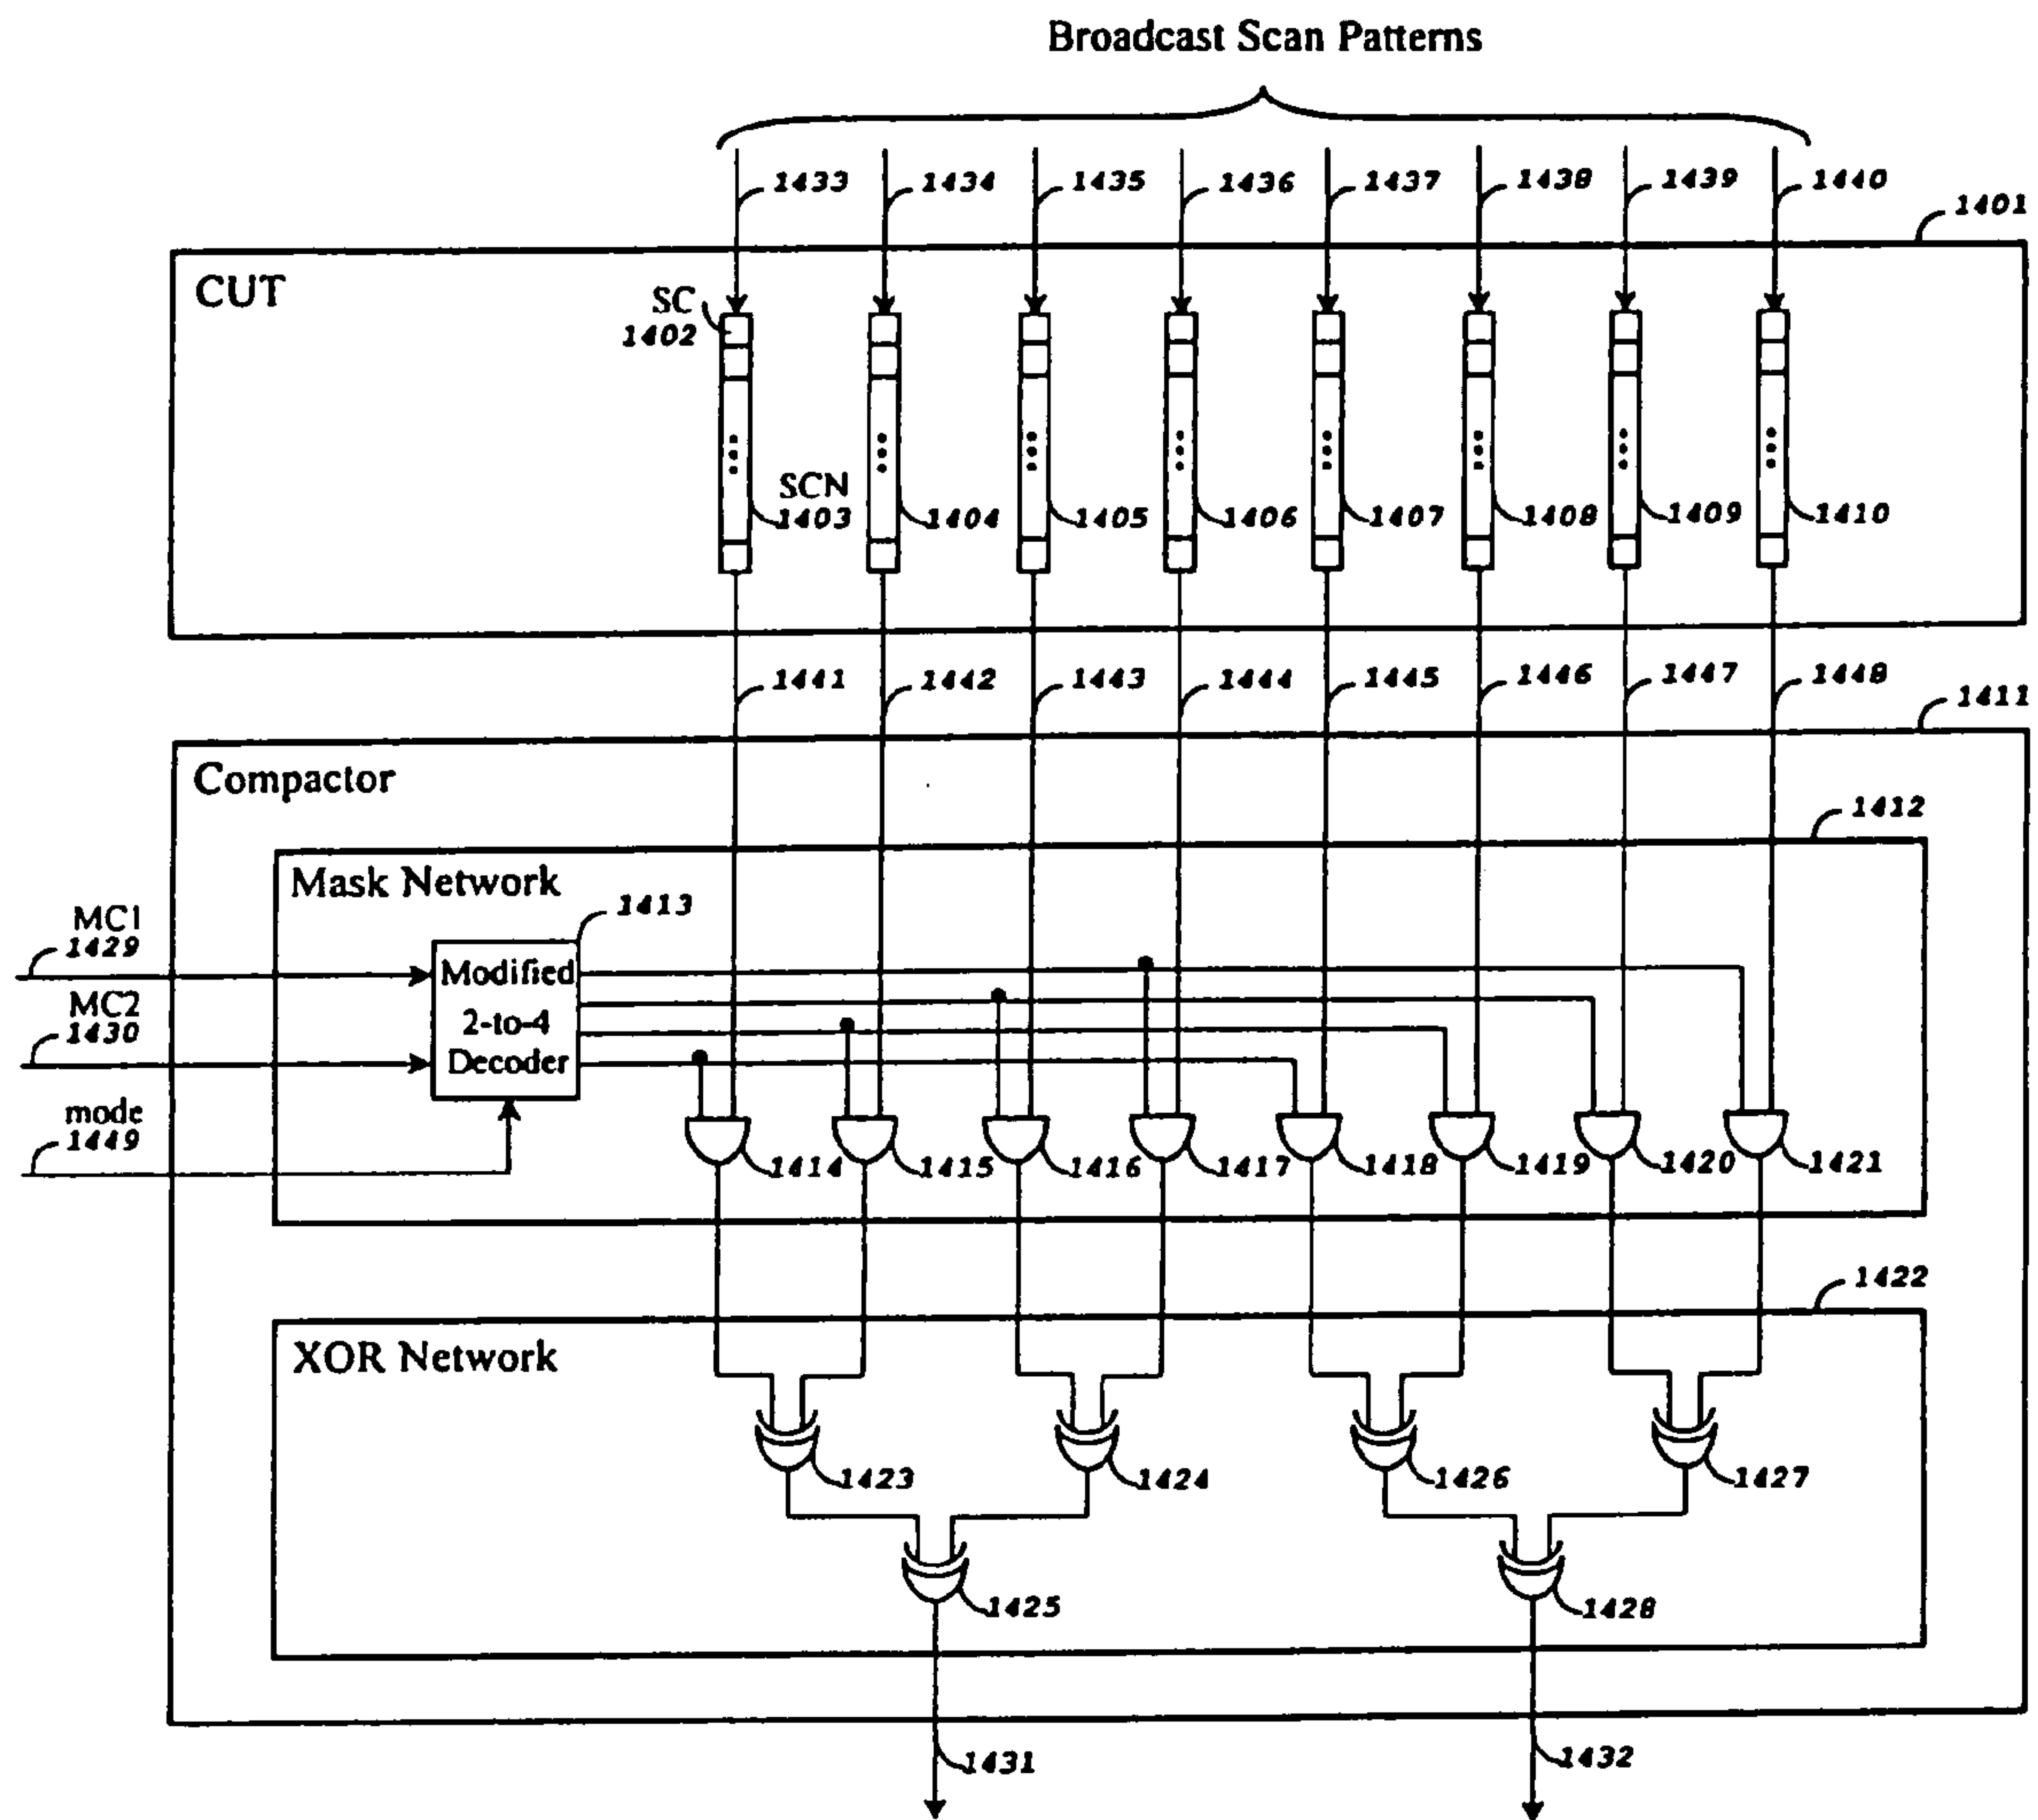 Broadcast Scan Patterns
1433 1434 1435 1436 1437 1438 1439 1440
1401
CUT
SC
1402
SCN
1403 1404 1405 1406 1407 1408 1409 1410
1441 1442 1443 1444 1445 1446 1447 1448
1411
Compactor
1412
Mask Network
1413
MC1
1429
Modified
2-to-4
Decoder
MC2
1430
mode
1449
1414 1415 1416 1417 1418 1419 1420 1421
1422
XOR Network
1423 1424 1426 1427
1425 1428
1431 1432